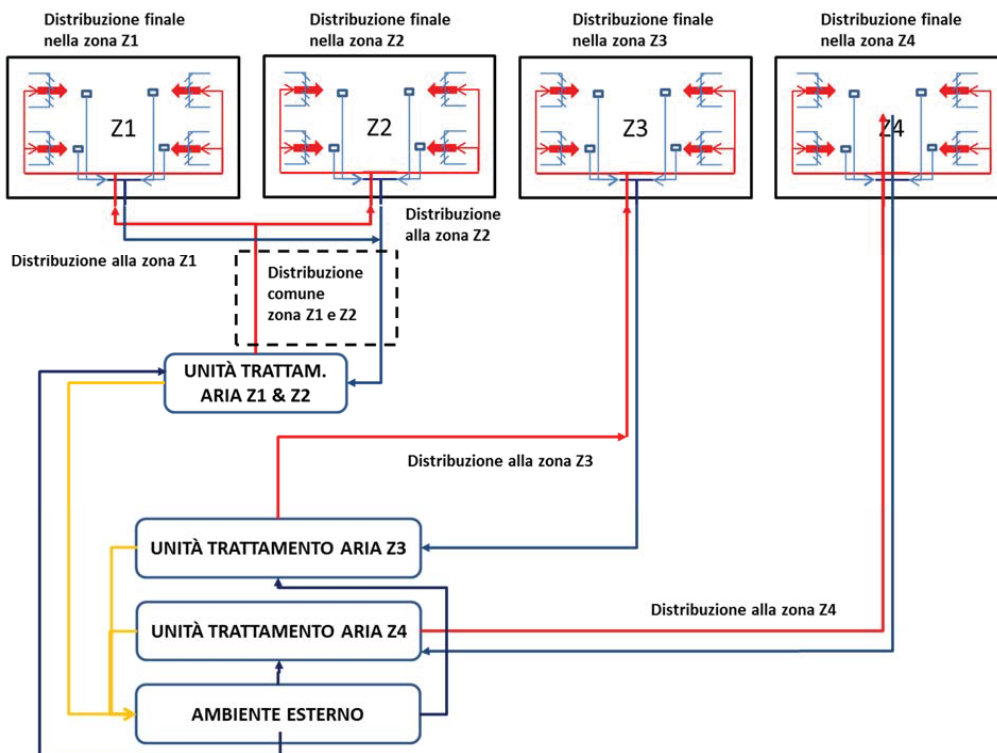 Distribuzione finale
nella zona Z1
Distribuzione finale
nella zona Z2
Distribuzione finale
nella zona Z3
Distribuzione finale
nella zona Z4
Z1
Z2
Z3
Z4
Distribuzione alla zona Z1
Distribuzione
alla zona Z2
Distribuzione
comune
zona Z1 e Z2
UNITÀ TRATTAM.
ARIA Z1 & Z2
Distribuzione alla zona Z3
UNITÀ TRATTAMENTO ARIA Z3
Distribuzione alla zona Z4
UNITÀ TRATTAMENTO ARIA Z4
AMBIENTE ESTERNO